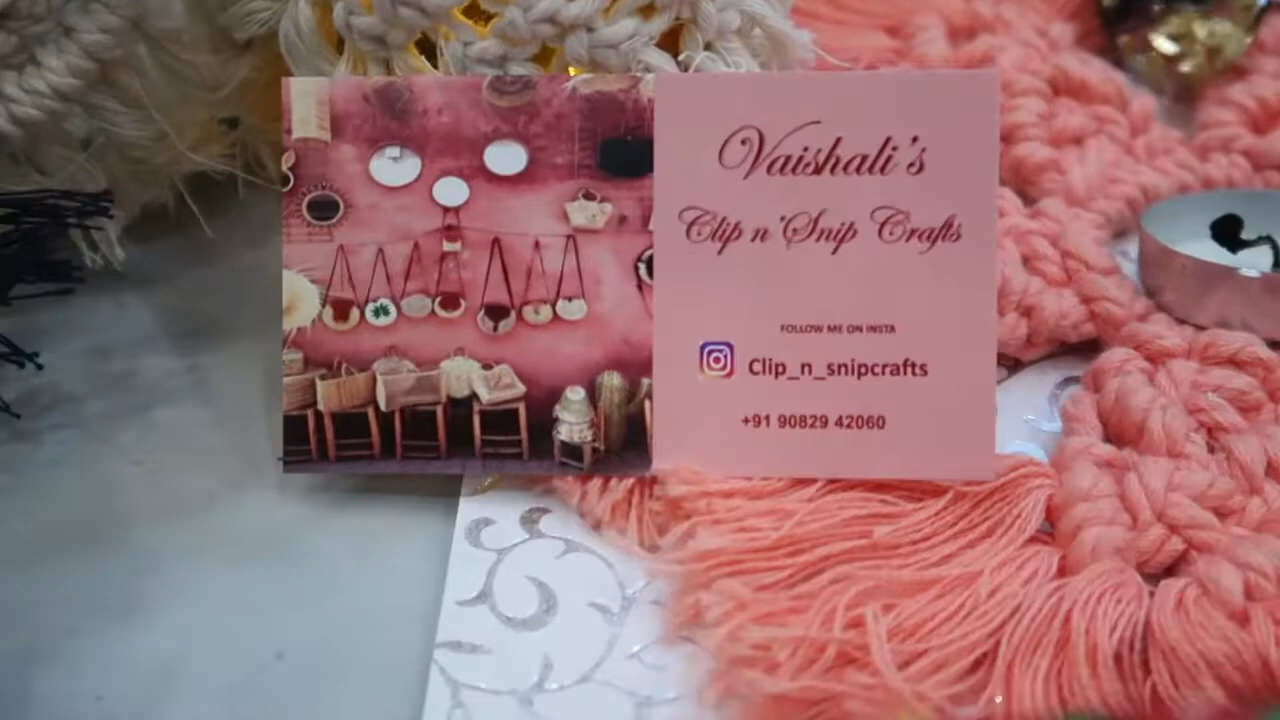 Vaishali's
Clip n'Snip Crafts
FOLLOW ME ON INSTA
Clip_n_snipcrafts
+91 90829 42060